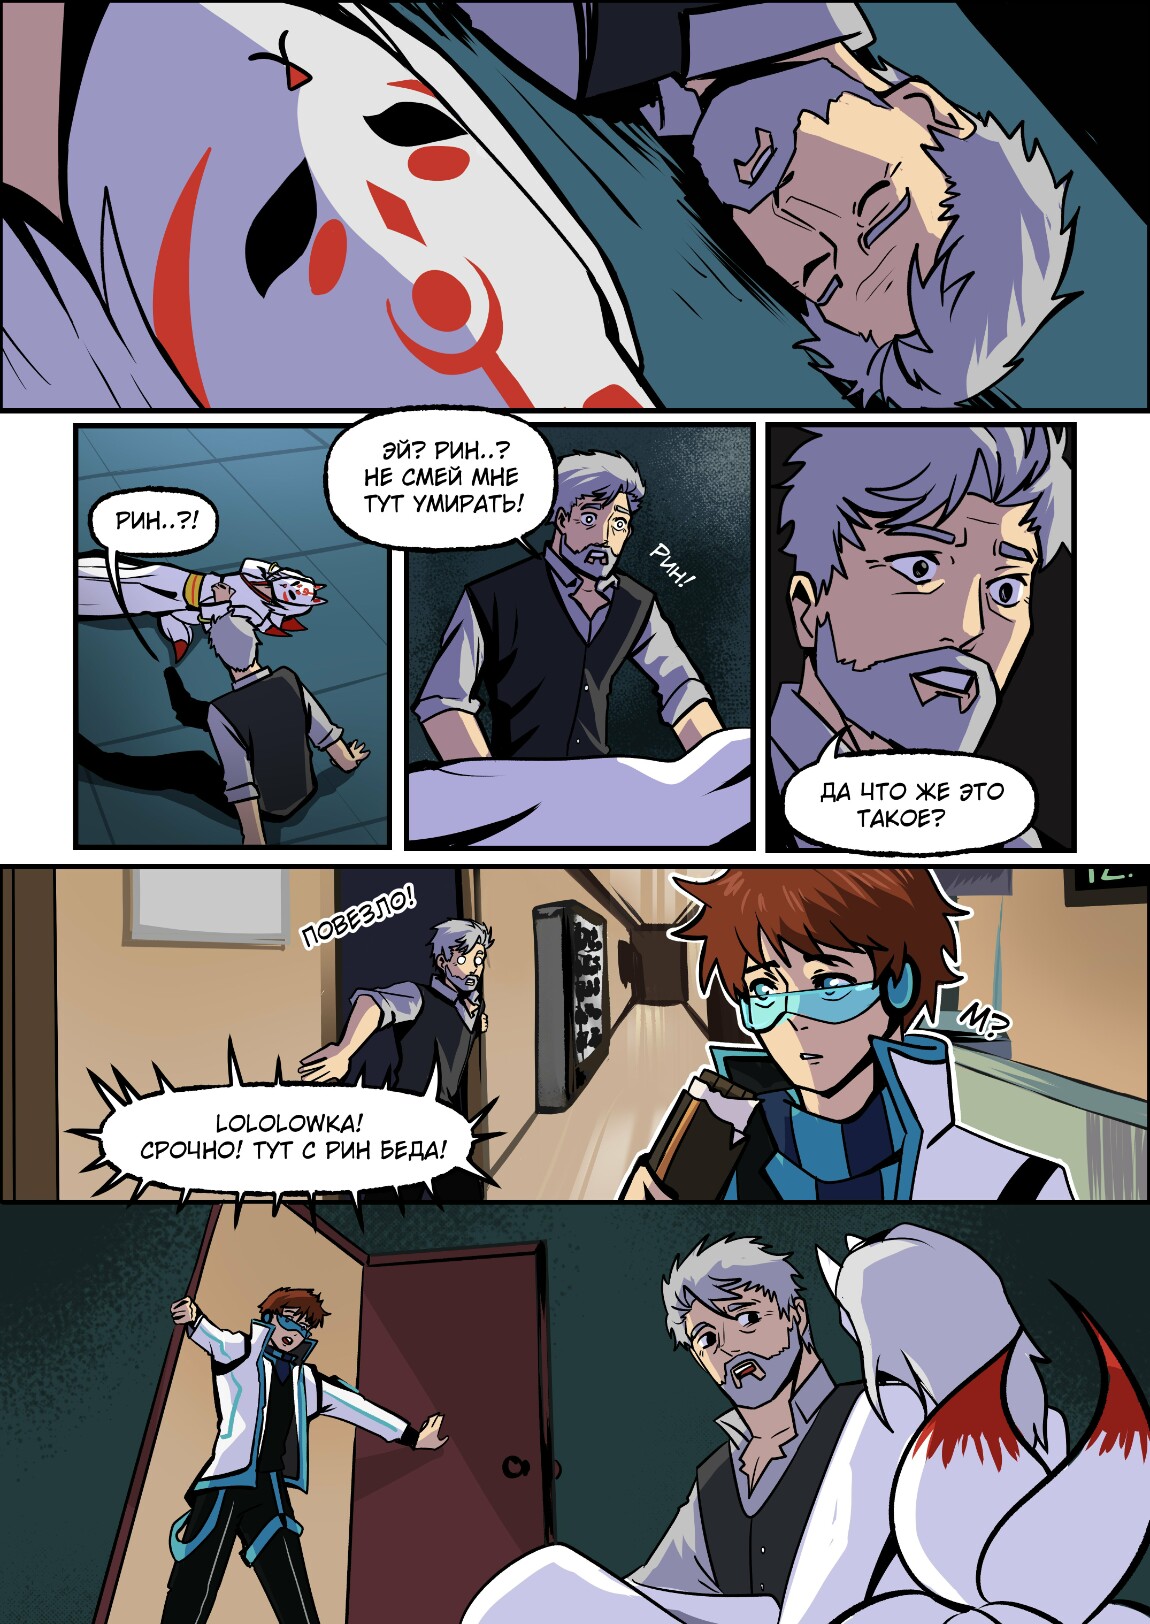 РИН..?!
ЭЙ? РИН..?
НЕ СМЕЙ МНЕ
ТУТ УМИРАТЬ!
РИН!
ДА ЧТО ЖЕ ЭТО
ТАКОЕ?
ПОВЕЗЛО!
М?
LOLOLOWKA!
СРОЧНО! ТУТ С РИН БЕДА!